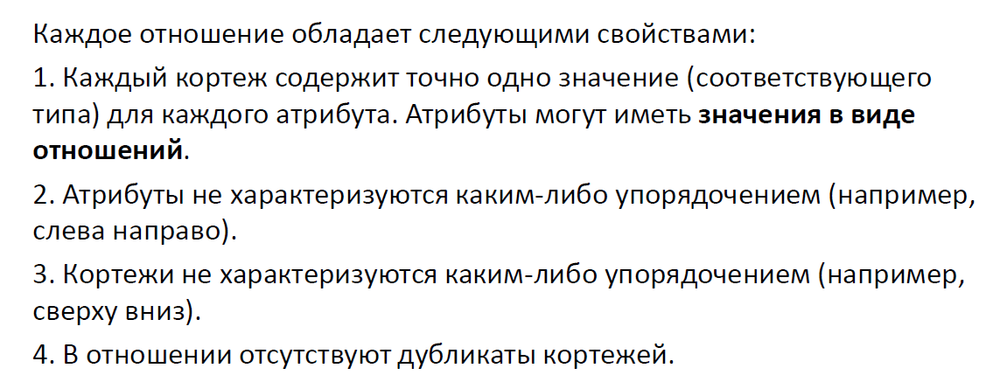 Каждое отношение обладает следующими свойствами:
1. Каждый кортеж содержит точно одно значение (соответствующего
типа) для каждого атрибута. Атрибуты могут иметь значения в виде
отношений.
2. Атрибуты не характеризуются каким-либо упорядочением (например,
слева направо).
3. Кортежи не характеризуются каким-либо упорядочением (например,
сверху вниз).
4. В отношении отсутствуют дубликаты кортежей.